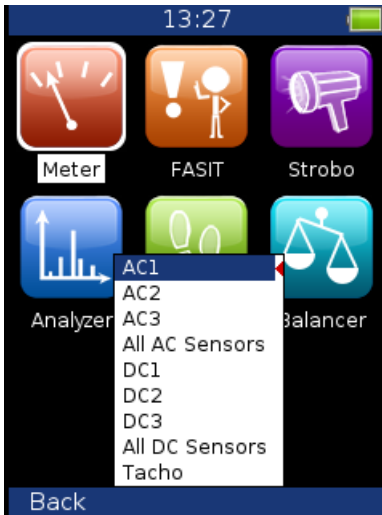 13:27
Meter
FASIT
Strobo
Analyzer
Balancer
AC1
AC2
AC3
All AC Sensors
DC1
DC2
DC3
All DC Sensors
Tacho
Back